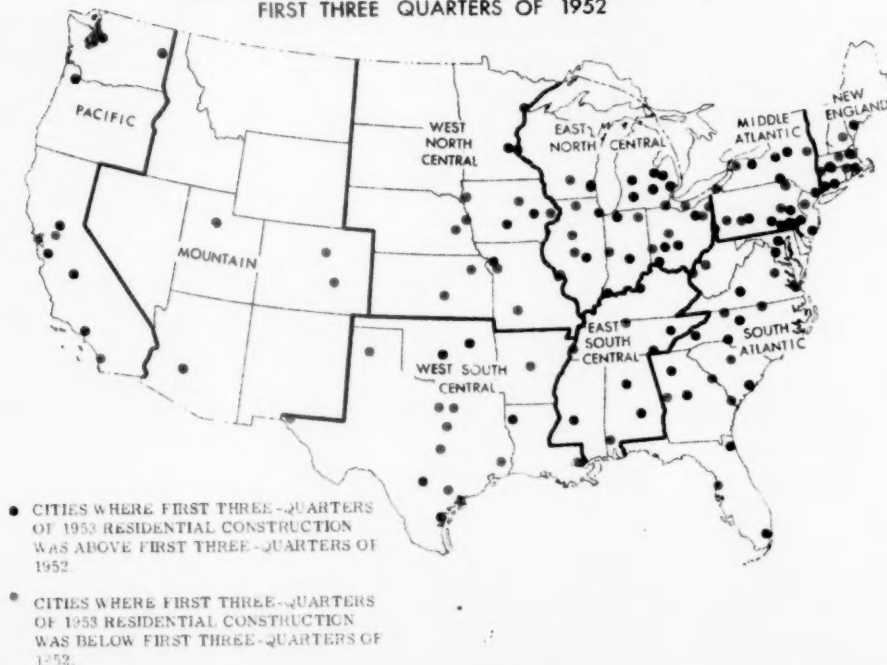 FIRST THREE QUARTERS OF 1952
PACIFIC
MOUNTAIN
WEST
NORTH
CENTRAL
EAST
NORTH CENTRAL
MIDDLE
ATLANTIC
NEW
ENGLAND
WEST SOUTH
CENTRAL
EAST
SOUTH
CENTRAL
SOUTH
ATLANTIC
CITIES WHERE FIRST THREE-QUARTERS
OF 1953 RESIDENTIAL CONSTRUCTION
WAS ABOVE FIRST THREE-QUARTERS OF
1952.
CITIES WHERE FIRST THREE-QUARTERS
OF 1953 RESIDENTIAL CONSTRUCTION
WAS BELOW FIRST THREE-QUARTERS OF
1952.